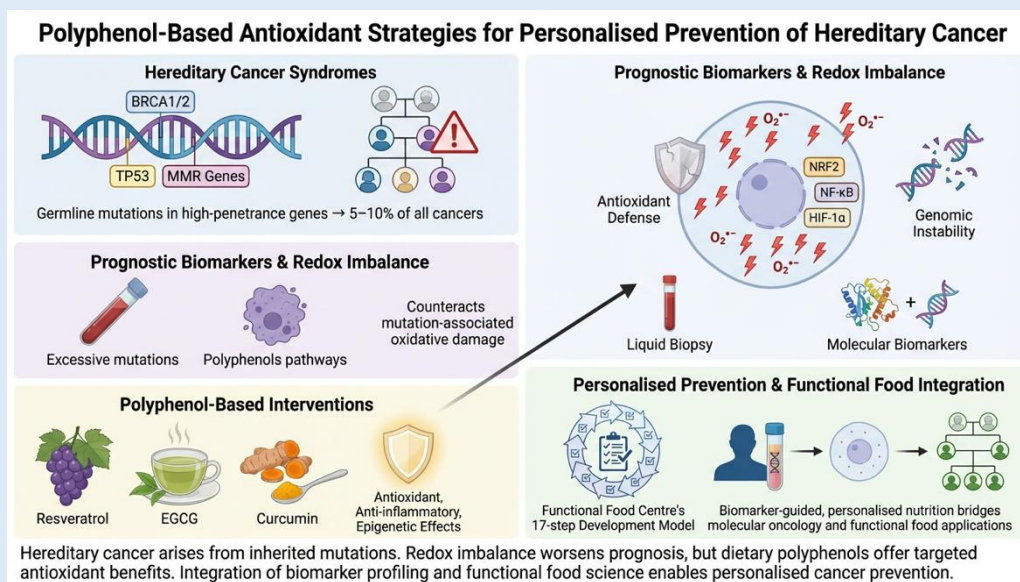 Polyphenol-Based Antioxidant Strategies for Personalised Prevention of Hereditary Cancer
Hereditary Cancer Syndromes
BRCA1/2
TP53
MMR Genes
Germline mutations in high-penetrance genes → 5–10% of all cancers
Prognostic Biomarkers & Redox Imbalance
Excessive mutations
Polyphenols pathways
Counteracts
mutation-associated
oxidative damage
Polyphenol-Based Interventions
Resveratrol
EGCG
Curcumin
Antioxidant,
Anti-inflammatory,
Epigenetic Effects
Prognostic Biomarkers & Redox Imbalance
O₂•−
O₂•−
Antioxidant
Defense
NRF2
NF-κB
HIF-1α
Genomic
Instability
O₂•−
O₂•−
Liquid Biopsy
+
Molecular Biomarkers
Personalised Prevention & Functional Food Integration
Functional Food Centre's
17-step Development Model
Biomarker-guided, personalised nutrition bridges
molecular oncology and functional food applications
Hereditary cancer arises from inherited mutations. Redox imbalance worsens prognosis, but dietary polyphenols offer targeted
antioxidant benefits. Integration of biomarker profiling and functional food science enables personalised cancer prevention.